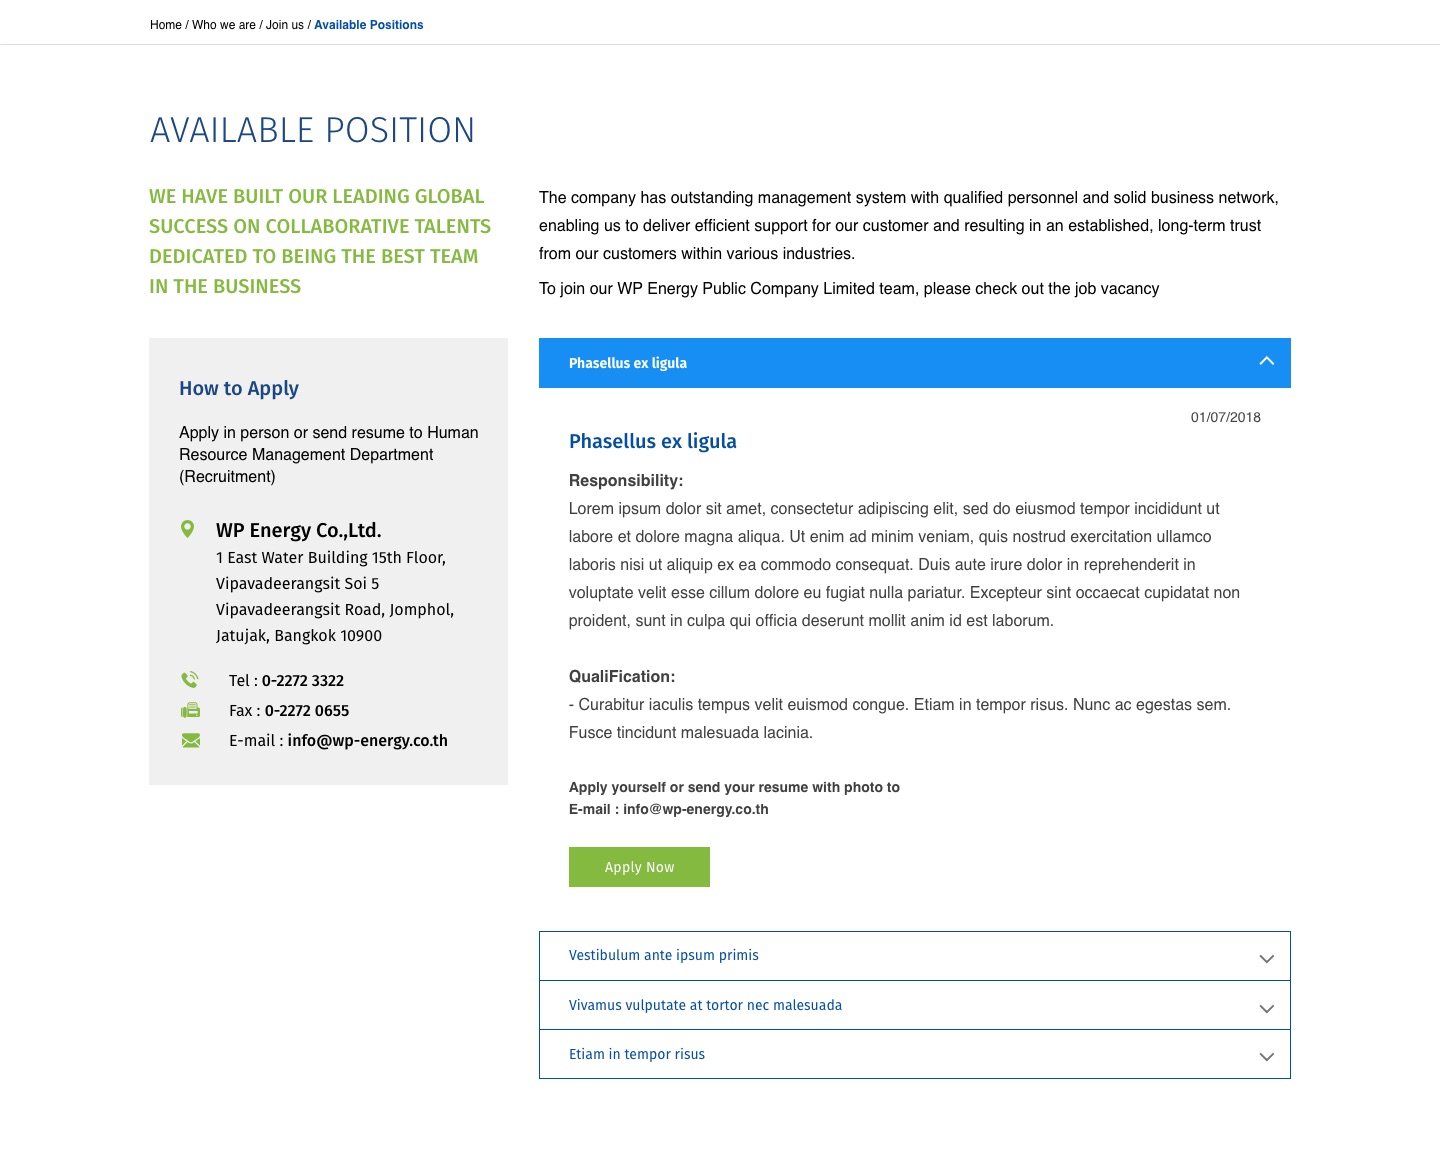 Home / Who we are / Join us / Available Positions
AVAILABLE POSITION
WE HAVE BUILT OUR LEADING GLOBAL
SUCCESS ON COLLABORATIVE TALENTS
DEDICATED TO BEING THE BEST TEAM
IN THE BUSINESS
The company has outstanding management system with qualified personnel and solid business network,
enabling us to deliver efficient support for our customer and resulting in an established, long-term trust
from our customers within various industries.
To join our WP Energy Public Company Limited team, please check out the job vacancy
How to Apply
Apply in person or send resume to Human
Resource Management Department
(Recruitment)
WP Energy Co.,Ltd.
1 East Water Building 15th Floor,
Vipavadeerangsit Soi 5
Vipavadeerangsit Road, Jomphol,
Jatujak, Bangkok 10900
Tel : 0-2272 3322
Fax : 0-2272 0655
E-mail : info@wp-energy.co.th
Phasellus ex ligula
01/07/2018
Phasellus ex ligula
Responsibility:
Lorem ipsum dolor sit amet, consectetur adipiscing elit, sed do eiusmod tempor incididunt ut
labore et dolore magna aliqua. Ut enim ad minim veniam, quis nostrud exercitation ullamco
laboris nisi ut aliquip ex ea commodo consequat. Duis aute irure dolor in reprehenderit in
voluptate velit esse cillum dolore eu fugiat nulla pariatur. Excepteur sint occaecat cupidatat non
proident, sunt in culpa qui officia deserunt mollit anim id est laborum.
QualiFication:
- Curabitur iaculis tempus velit euismod congue. Etiam in tempor risus. Nunc ac egestas sem.
Fusce tincidunt malesuada lacinia.
Apply yourself or send your resume with photo to
E-mail : info@wp-energy.co.th
Apply Now
Vestibulum ante ipsum primis
Vivamus vulputate at tortor nec malesuada
Etiam in tempor risus